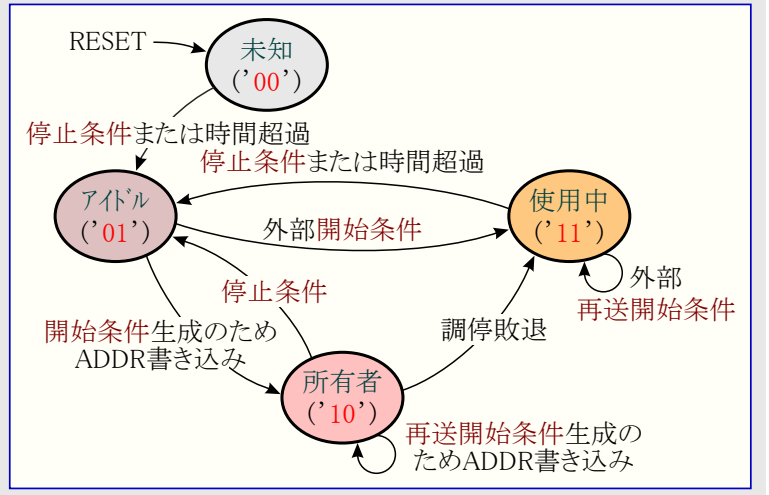 RESET
未知
('00')
停止条件または時間超過
停止条件または時間超過
ｱｲﾄﾞﾙ
('01')
使用中
('11')
外部開始条件
外部
再送開始条件
停止条件
開始条件生成のため
ADDR書き込み
調停敗退
所有者
('10')
再送開始条件生成の
ためADDR書き込み